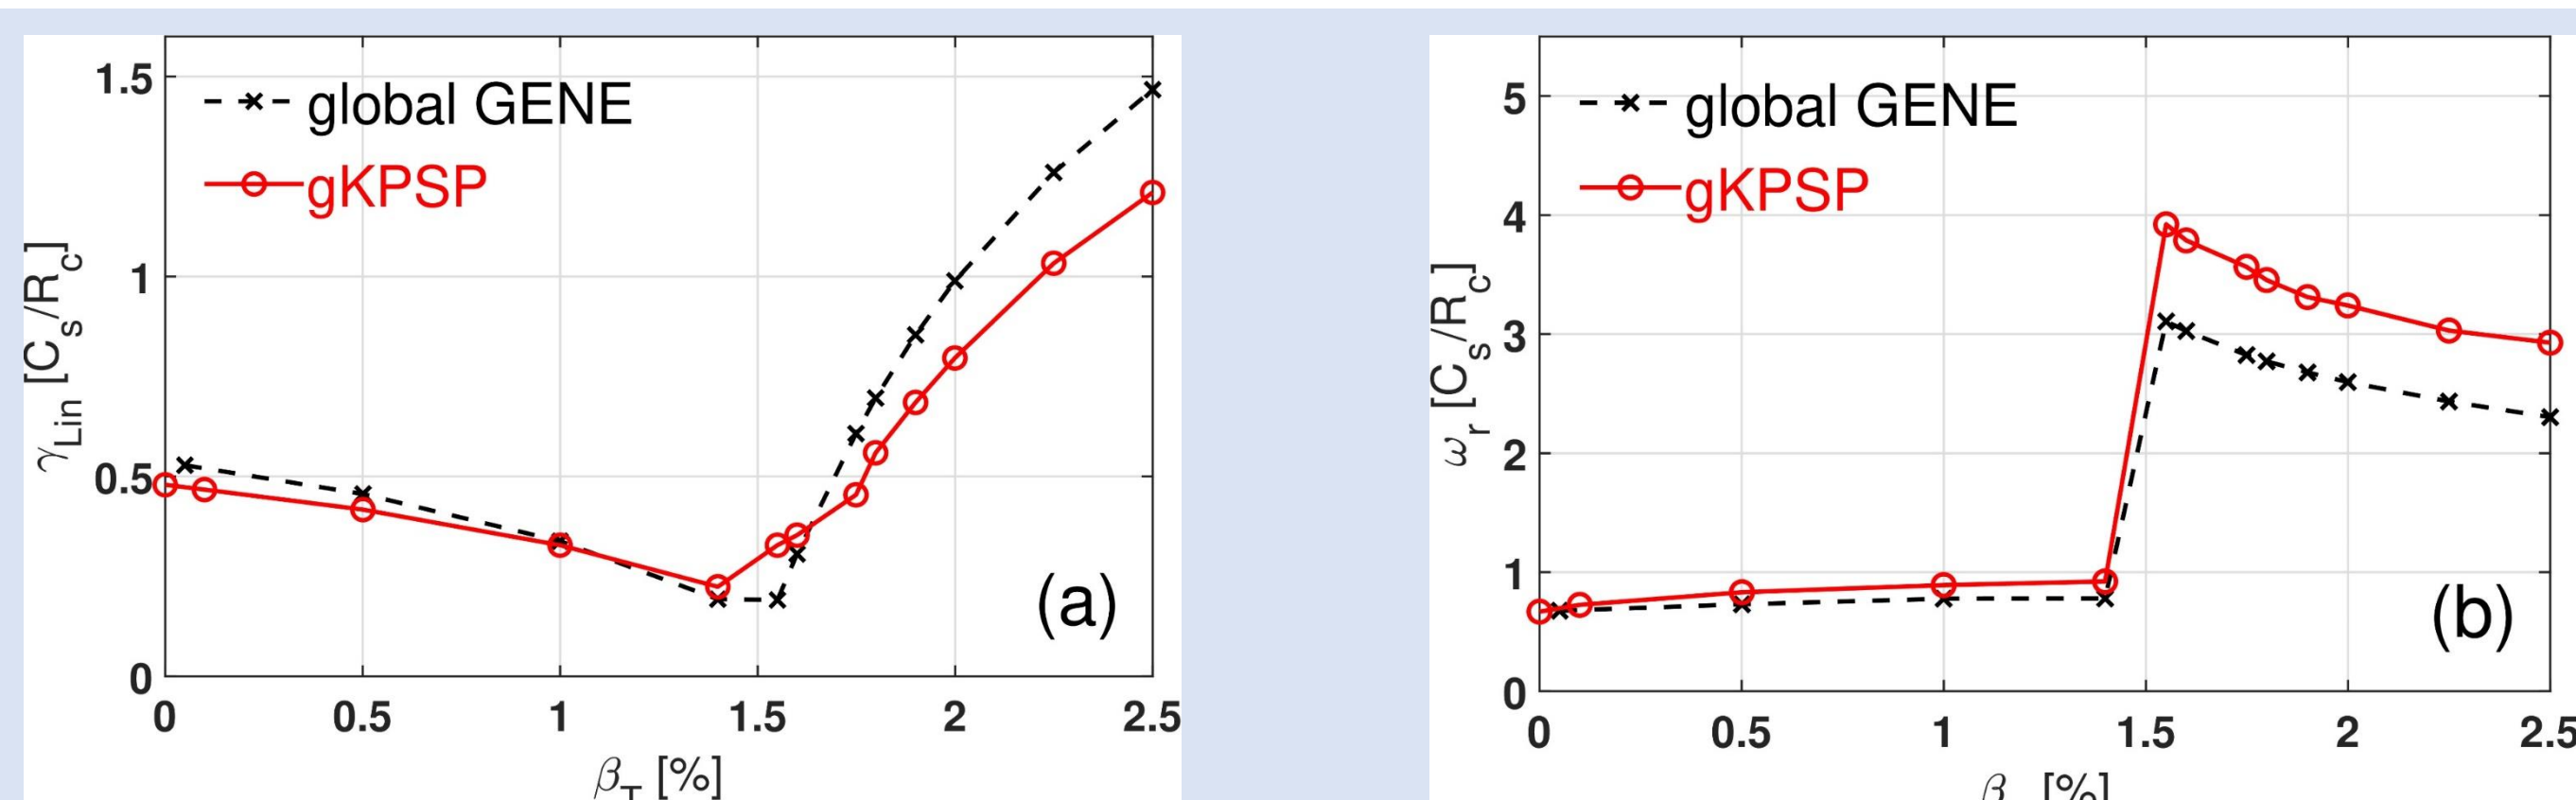 1.5
1
0.5
0
global GENE
gKPSP
γLin [Cs/Rc]
(a)
0 0.5 1 1.5 2 2.5
βT [%]
5
4
3
2
1
0
global GENE
gKPSP
ωr [Cs/Rc]
(b)
0 0.5 1 1.5 2 2.5
β [%]